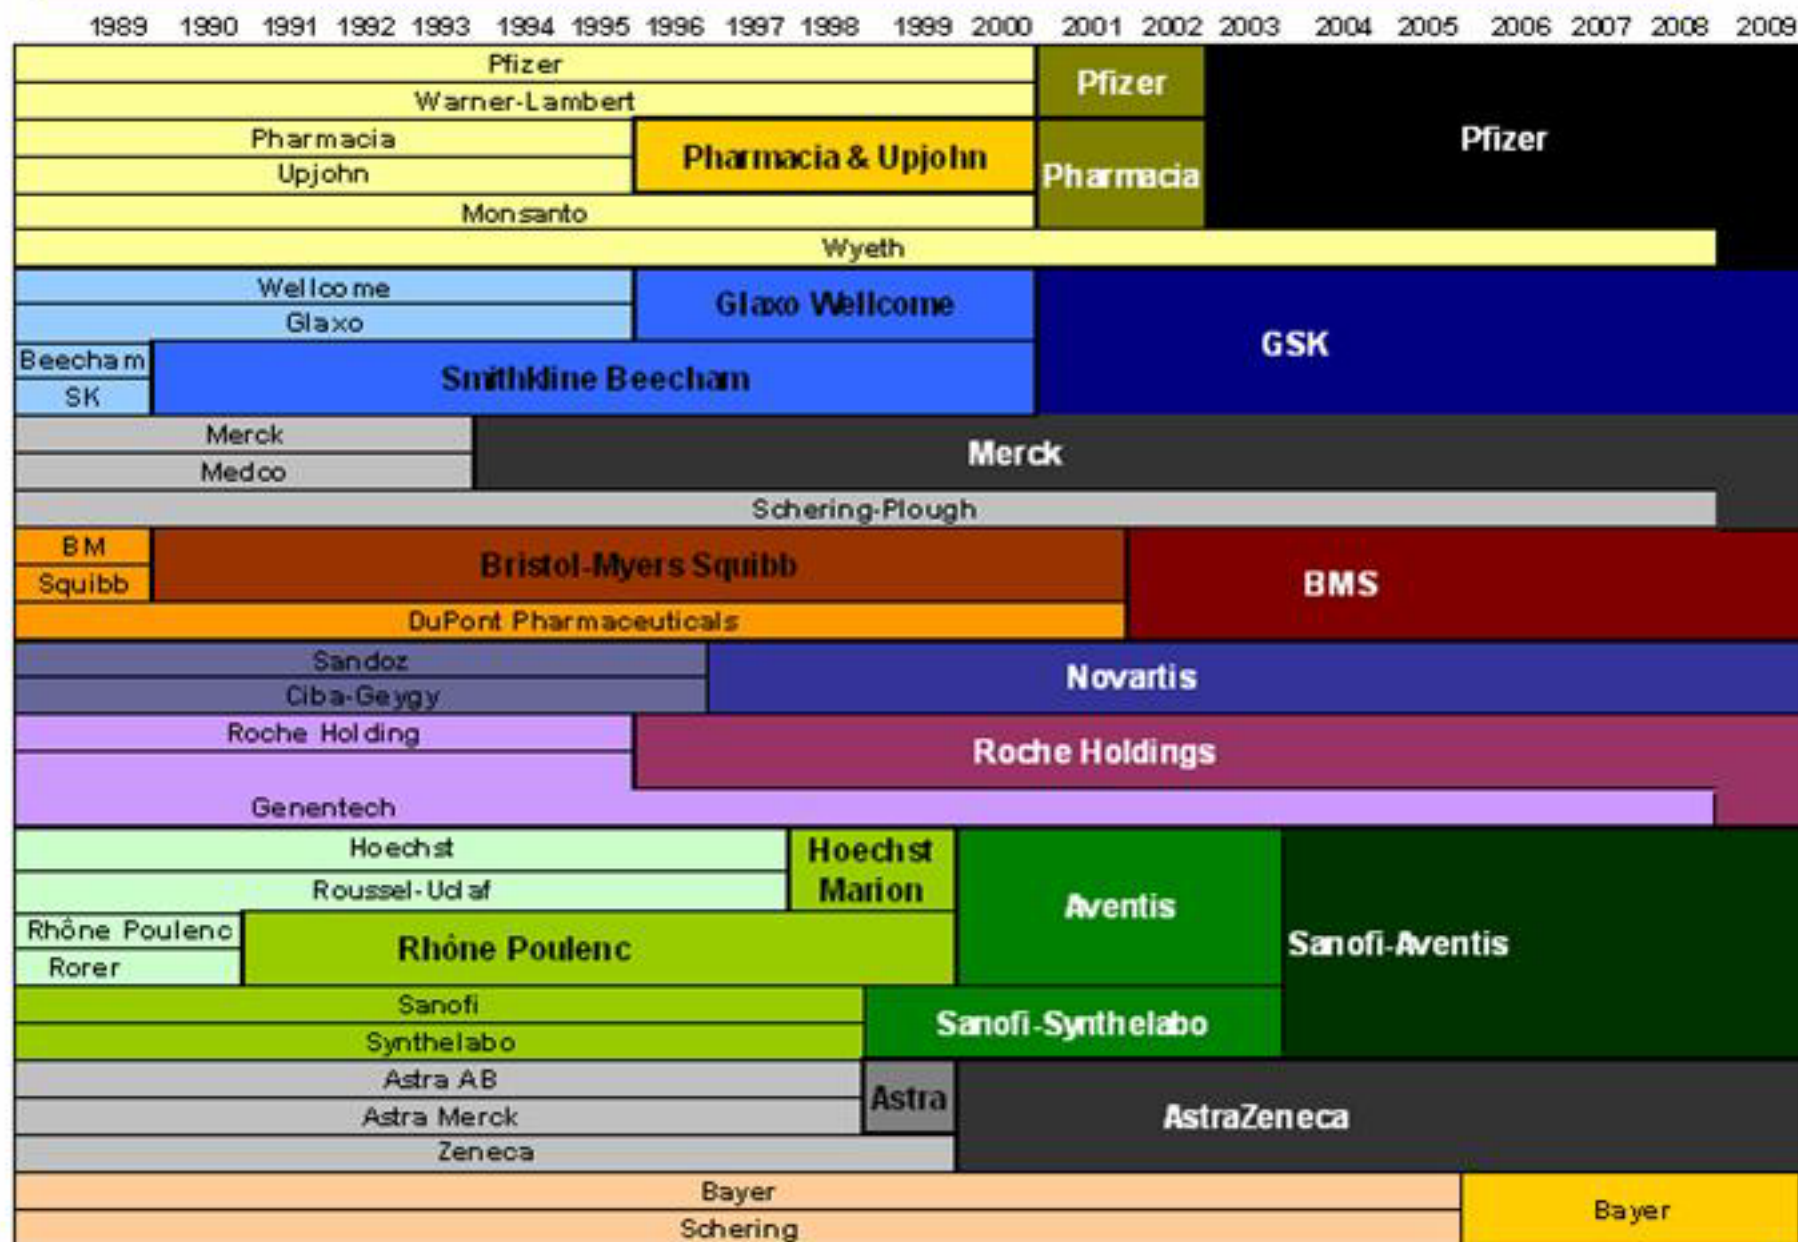 1989 1990 1991 1992 1993 1994 1995 1996 1997 1998 1999 2000 2001 2002 2003 2004 2005 2006 2007 2008 2009
Pfizer
Warner-Lambert
Pfizer
Pfizer
Pharmacia
Upjohn
Pharmacia & Upjohn
Pharmacia
Monsanto
Wyeth
Wellcome
Glaxo
Glaxo Wellcome
GSK
Beecham
SK
Smithkline Beecham
Merck
Medco
Merck
Schering-Plough
BM
Squibb
Bristol-Myers Squibb
BMS
DuPont Pharmaceuticals
Sandoz
Ciba-Geygy
Novartis
Roche Holding
Roche Holdings
Genentech
Hoechst
Roussel-Uclaf
Hoechst
Marion
Aventis
Rhône Poulenc
Rorer
Rhône Poulenc
Sanofi-Aventis
Sanofi
Synthelabo
Sanofi-Synthelabo
Astra AB
Astra Merck
Astra
AstraZeneca
Zeneca
Bayer
Schering
Bayer